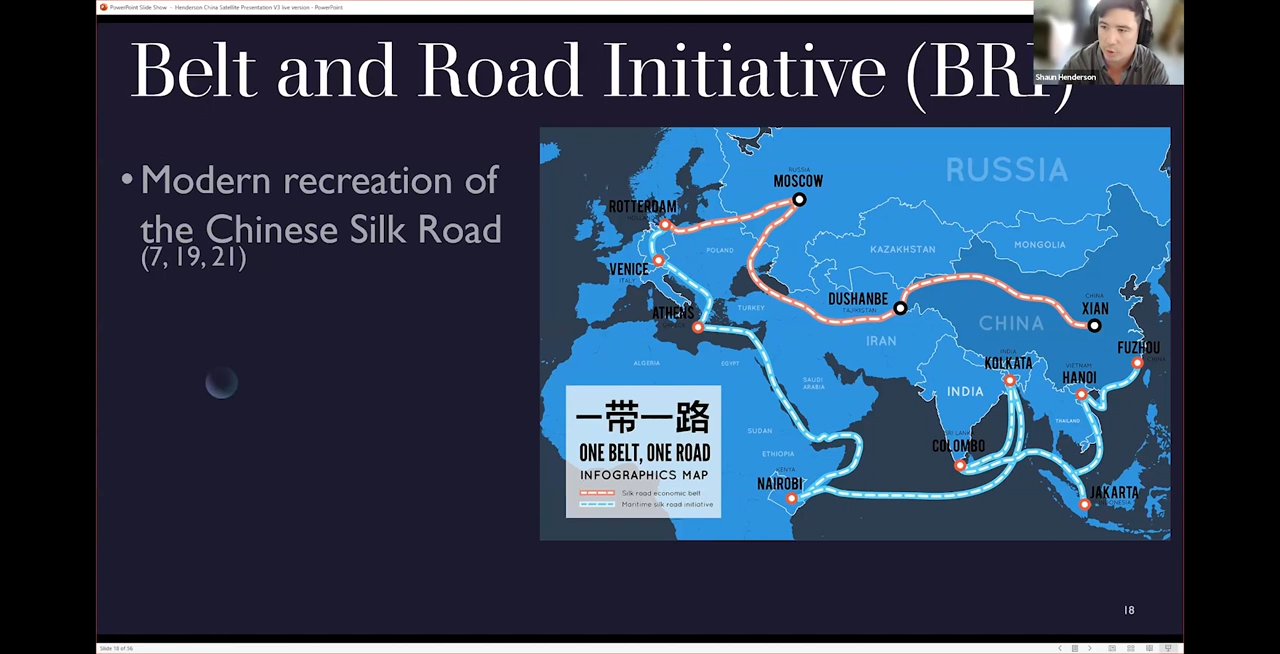 PowerPoint Slide Show - Henderson China Satellite Presentation V3 live version - PowerPoint
Belt and Road Initiative (BRI)
Shaun Henderson
• Modern recreation of
the Chinese Silk Road
(7, 19, 21)
RUSSIA
RUSSIA
MOSCOW
ROTTERDAM
POLAND
KAZAKHSTAN
MONGOLIA
VENICE
ITALY
DUSHANBE
TAJIKISTAN
CHINA
XIAN
ATHENS
TURKEY
CHINA
IRAN
FUZHOU
CHINA
ALGERIA
EGYPT
INDIA
KOLKATA
VIETNAM
HANOI
SAUDI
ARABIA
INDIA
THAILAND
SUDAN
SRI LANKA
COLOMBO
ETHIOPIA
KENYA
NAIROBI
JAKARTA
一带一路
ONE BELT, ONE ROAD
INFOGRAPHICS MAP
Silk road economic belt
Maritime silk road initiative
18
Slide 18 of 56